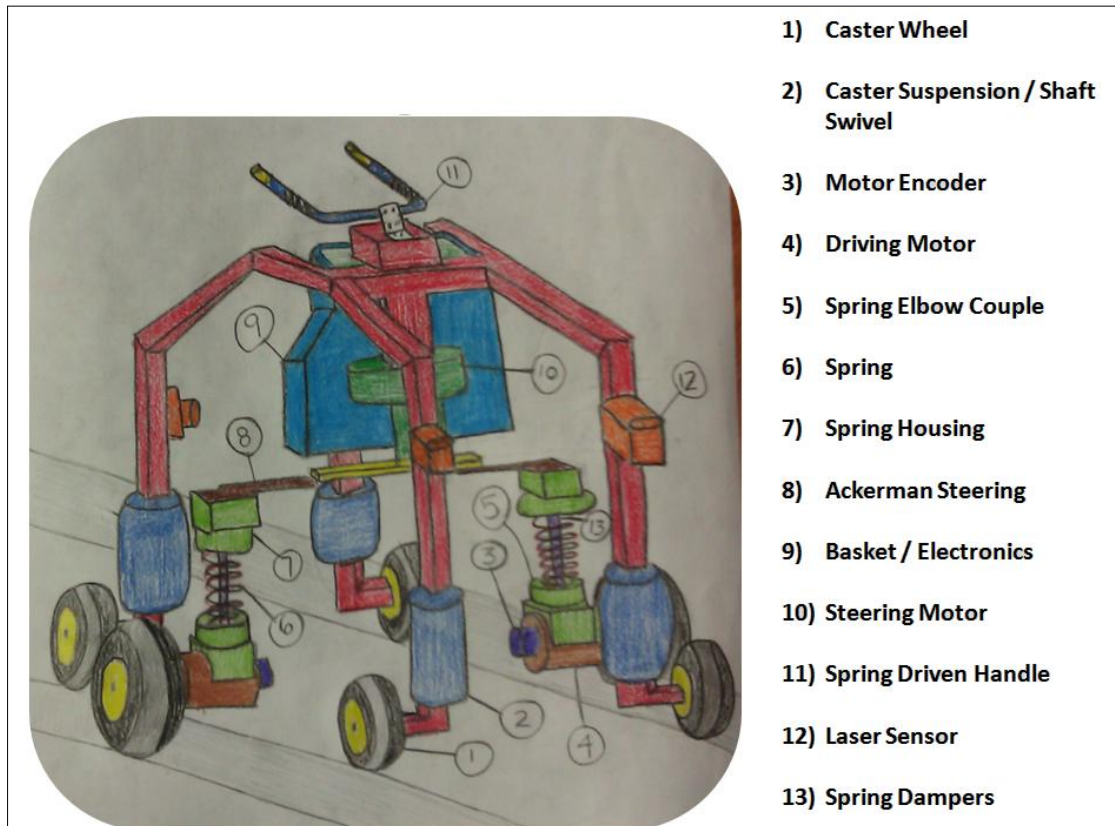 1) Caster Wheel
2) Caster Suspension / Shaft
Swivel
3) Motor Encoder
4) Driving Motor
5) Spring Elbow Couple
6) Spring
7) Spring Housing
8) Ackerman Steering
9) Basket / Electronics
10) Steering Motor
11) Spring Driven Handle
12) Laser Sensor
13) Spring Dampers
11
9
10
12
8
5
13
7
3
6
2
4
1